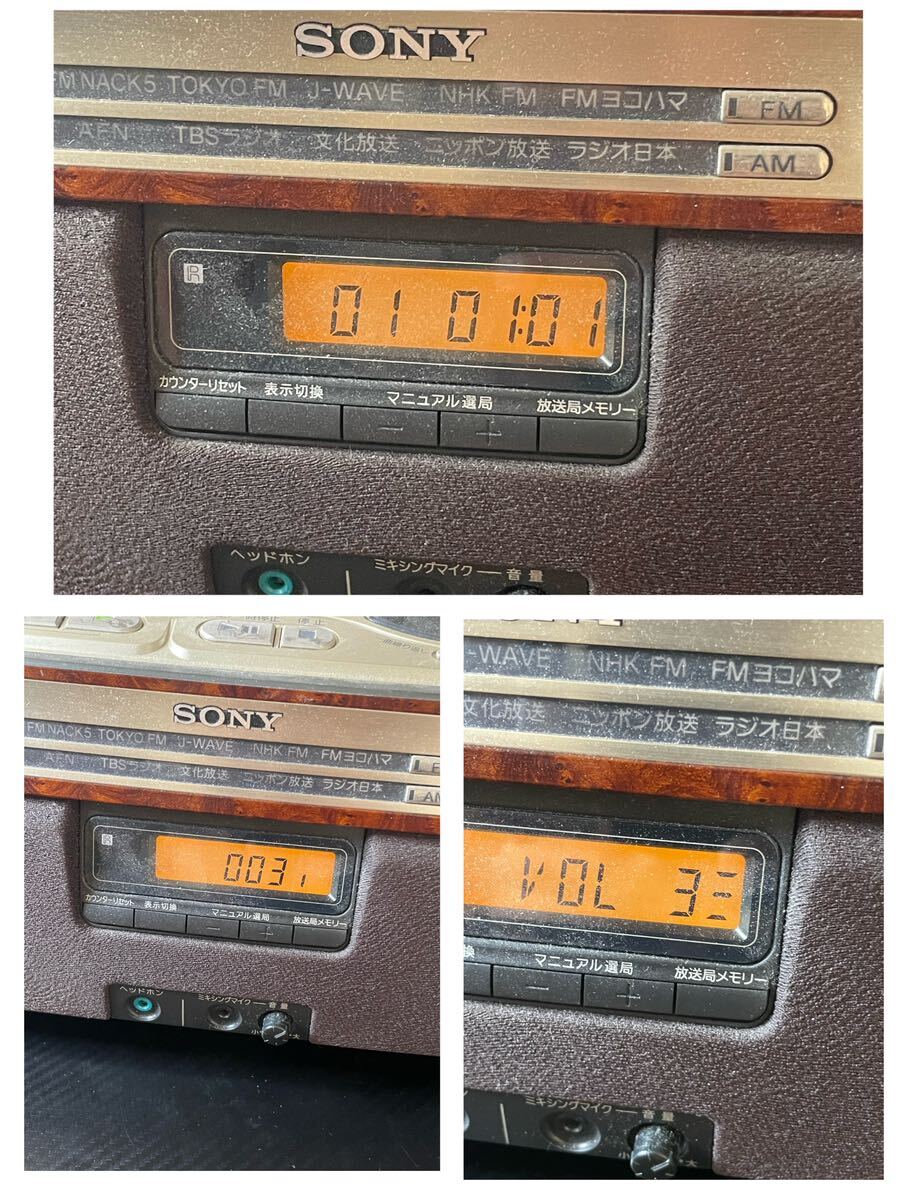 SONY
FM NACK5 TOKYO FM J-WAVE NHK FM FMヨコハマ FM
AFN TBSラジオ 文化放送 ニッポン放送 ラジオ日本 AM
R
01 01:01
カウンターリセット 表示切換 マニュアル選局 放送局メモリー
− +
ヘッドホン ミキシングマイク 音量
停止
SONY
FM NACK5 TOKYO FM J-WAVE NHK FM FMヨコハマ F
AFN TBSラジオ 文化放送 ニッポン放送 ラジオ日本 AM
R
003
カウンターリセット 表示切換 マニュアル選局 放送局メモリー
− +
ヘッドホン ミキシングマイク 音量
小 大
-WAVE NHK FM FMヨコハマ
文化放送 ニッポン放送 ラジオ日本
VOL 3
換 マニュアル選局 放送局メモリー
− +
ミキシングマイク 音量
小 大